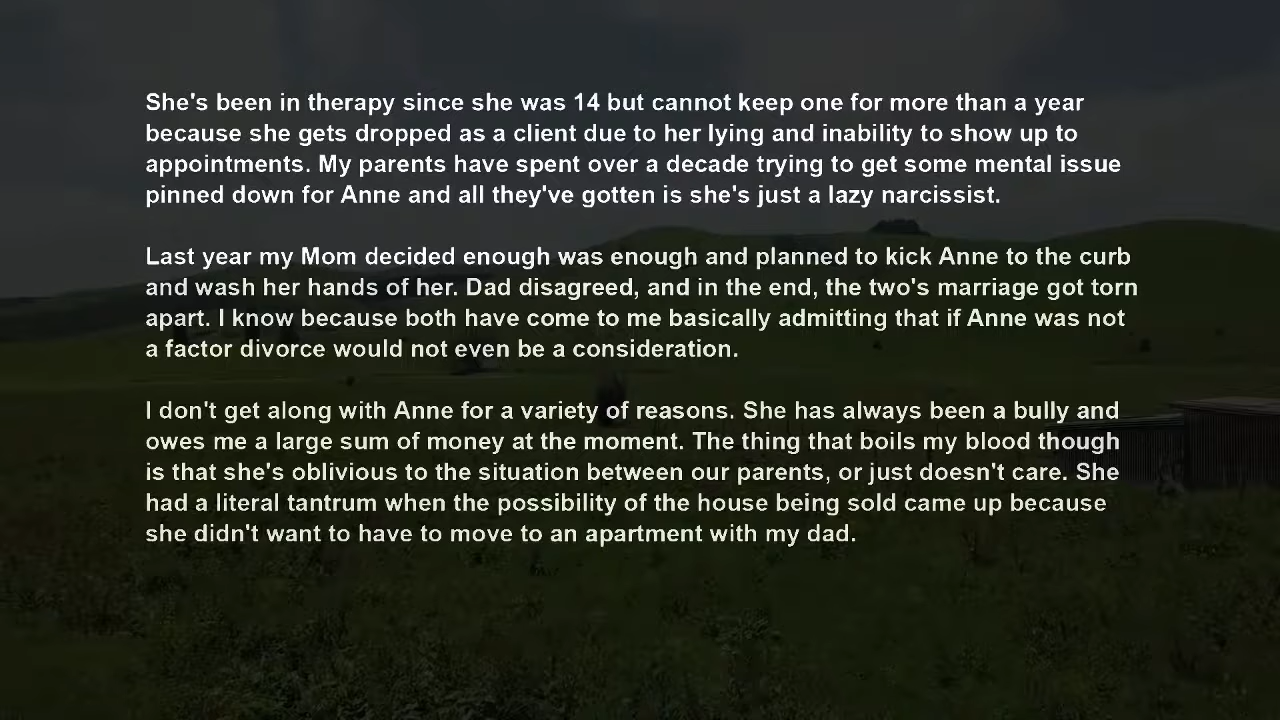 She's been in therapy since she was 14 but cannot keep one for more than a year
because she gets dropped as a client due to her lying and inability to show up to
appointments. My parents have spent over a decade trying to get some mental issue
pinned down for Anne and all they've gotten is she's just a lazy narcissist.
Last year my Mom decided enough was enough and planned to kick Anne to the curb
and wash her hands of her. Dad disagreed, and in the end, the two's marriage got torn
apart. I know because both have come to me basically admitting that if Anne was not
a factor divorce would not even be a consideration.
I don't get along with Anne for a variety of reasons. She has always been a bully and
owes me a large sum of money at the moment. The thing that boils my blood though
is that she's oblivious to the situation between our parents, or just doesn't care. She
had a literal tantrum when the possibility of the house being sold came up because
she didn't want to have to move to an apartment with my dad.